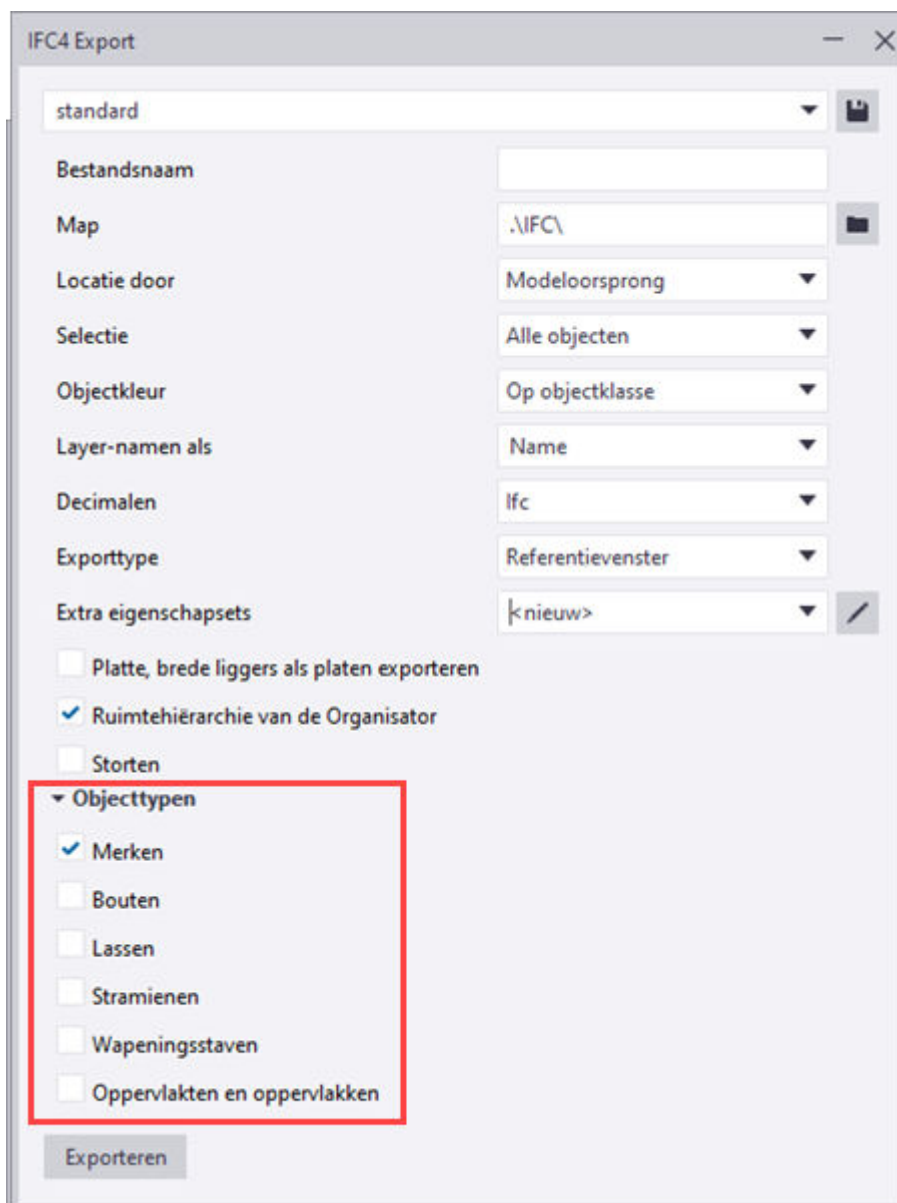 IFC4 Export
standard
Bestandsnaam
Map .\IFC\
Locatie door Modeloorsprong
Selectie Alle objecten
Objectkleur Op objectklasse
Layer-namen als Name
Decimalen Ifc
Exporttype Referentievenster
Extra eigenschapsets <nieuw>
Platte, brede liggers als platen exporteren
Ruimtehiërarchie van de Organisator
Storten
Objecttypen
Merken
Bouten
Lassen
Stramienen
Wapeningsstaven
Oppervlakten en oppervlakken
Exporteren